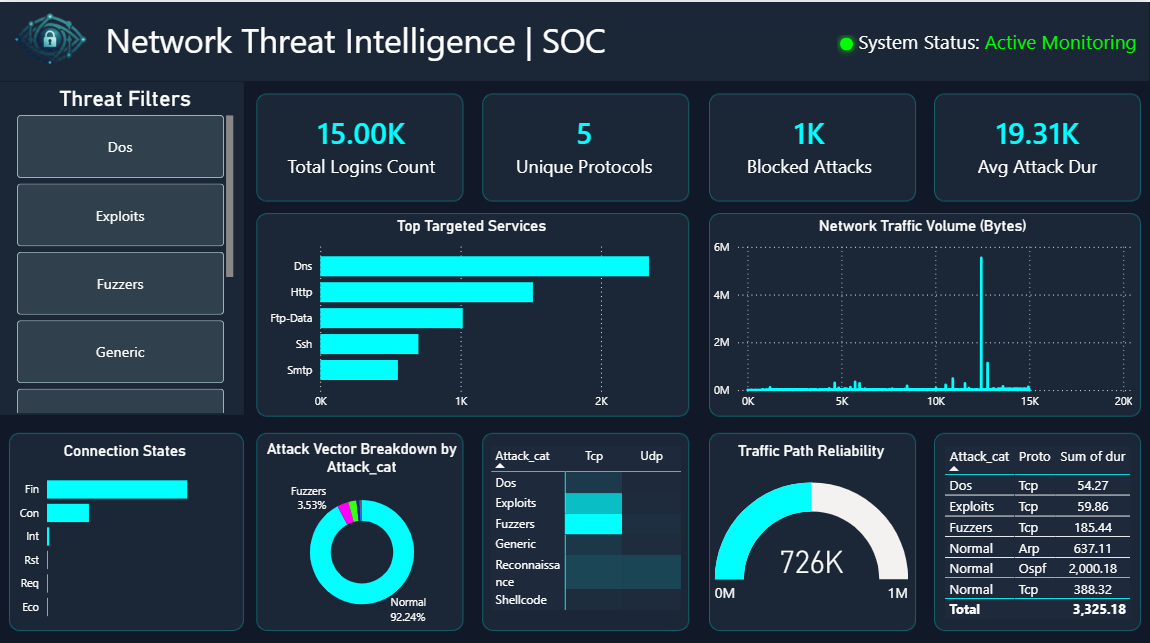 Network Threat Intelligence | SOC
System Status: Active Monitoring
Threat Filters
Dos
Exploits
Fuzzers
Generic
15.00K
Total Logins Count
5
Unique Protocols
1K
Blocked Attacks
19.31K
Avg Attack Dur
Top Targeted Services
Dns
Http
Ftp-Data
Ssh
Smtp
0K 1K 2K
Network Traffic Volume (Bytes)
6M
4M
2M
0M
0K 5K 10K 15K 20K
Connection States
Fin
Con
Int
Rst
Req
Eco
Attack Vector Breakdown by
Attack_cat
Fuzzers
3.53%
Normal
92.24%
Attack_cat Tcp Udp
Dos
Exploits
Fuzzers
Generic
Reconnaissa
nce
Shellcode
Traffic Path Reliability
726K
0M 1M
Attack_cat Proto Sum of dur
Dos Tcp 54.27
Exploits Tcp 59.86
Fuzzers Tcp 185.44
Normal Arp 637.11
Normal Ospf 2,000.18
Normal Tcp 388.32
Total 3,325.18